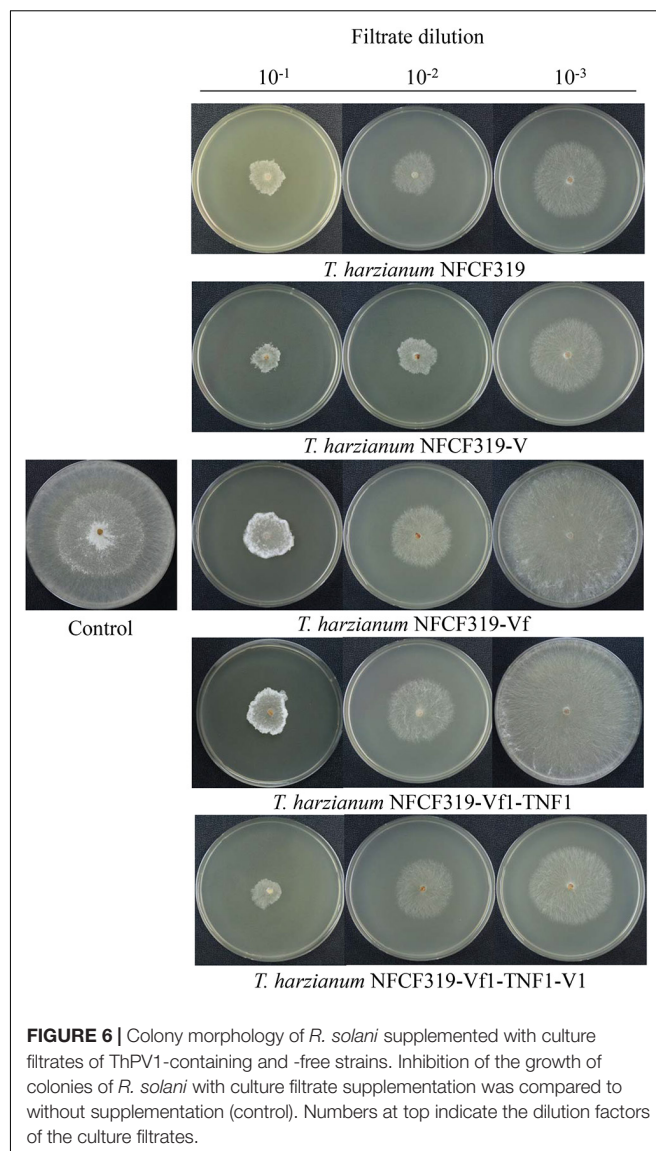 Filtrate dilution
10⁻¹ 10⁻² 10⁻³
T. harzianum NFCF319
T. harzianum NFCF319-V
Control
T. harzianum NFCF319-Vf
T. harzianum NFCF319-Vf1-TNF1
T. harzianum NFCF319-Vf1-TNF1-V1
FIGURE 6 | Colony morphology of R. solani supplemented with culture
filtrates of ThPV1-containing and -free strains. Inhibition of the growth of
colonies of R. solani with culture filtrate supplementation was compared to
without supplementation (control). Numbers at top indicate the dilution factors
of the culture filtrates.